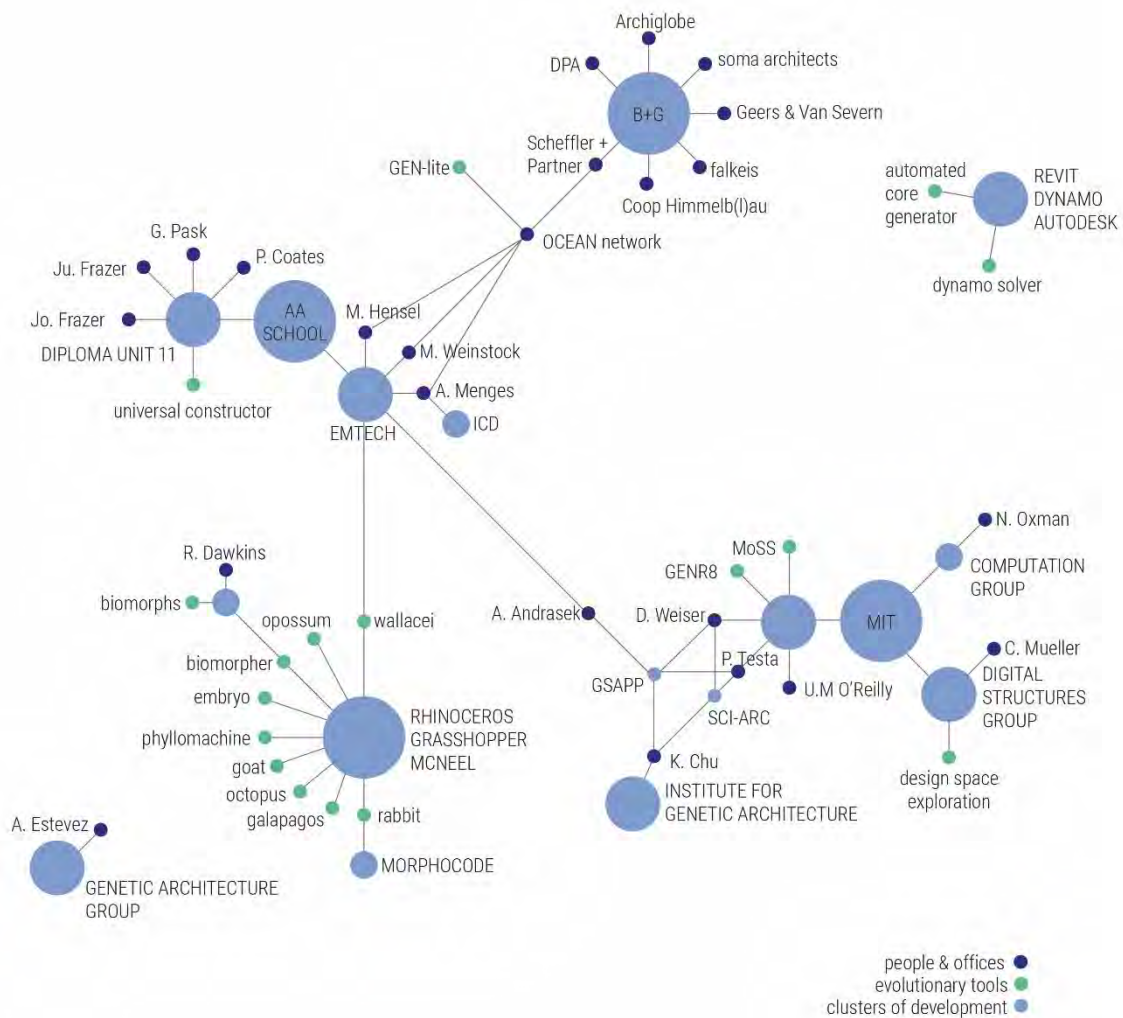 Archiglobe
DPA
soma architects
B+G
Geers & Van Severn
Scheffler +
Partner
falkeis
Coop Himmelb(l)au
GEN-lite
OCEAN network
automated
core
generator
REVIT
DYNAMO
AUTODESK
dynamo solver
G. Pask
Ju. Frazer
P. Coates
Jo. Frazer
AA
SCHOOL
DIPLOMA UNIT 11
universal constructor
M. Hensel
M. Weinstock
A. Menges
ICD
EMTECH
R. Dawkins
biomorphs
opossum
wallacei
biomorpher
embryo
phyllomachine
goat
octopus
galapagos
rabbit
RHINOCEROS
GRASSHOPPER
MCNEEL
MORPHOCODE
A. Estevez
GENETIC ARCHITECTURE
GROUP
A. Andrasek
D. Weiser
GENR8
MoSS
MIT
N. Oxman
COMPUTATION
GROUP
P. Testa
GSAPP
SCI-ARC
U.M O'Reilly
C. Mueller
DIGITAL
STRUCTURES
GROUP
K. Chu
INSTITUTE FOR
GENETIC ARCHITECTURE
design space
exploration
people & offices
evolutionary tools
clusters of development